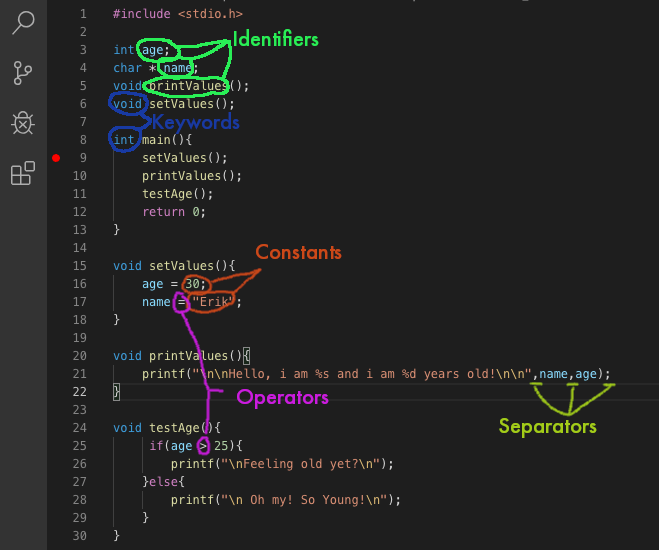 1 #include <stdio.h>
2
Identifiers
3 int age;
4 char * name;
5 void printValues();
6 void setValues();
7 Keywords
8 int main(){
9 setValues();
10 printValues();
11 testAge();
12 return 0;
13 }
14 Constants
15 void setValues(){
16 age = 30;
17 name = "Erik";
18 }
19
20 void printValues(){
21 printf("\n\nHello, i am %s and i am %d years old!\n\n",name,age);
22 }
Operators
23
Separators
24 void testAge(){
25 if(age > 25){
26 printf("\nFeeling old yet?\n");
27 }else{
28 printf("\n Oh my! So Young!\n");
29 }
30 }